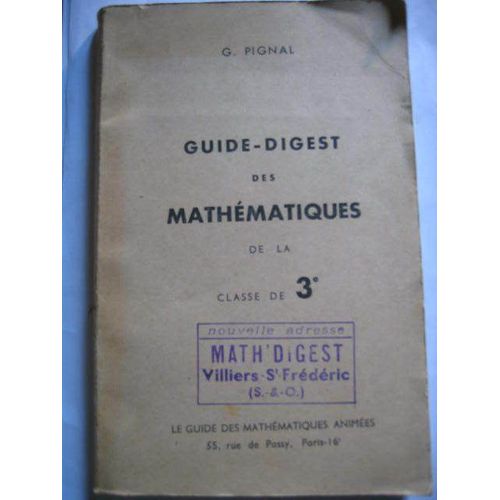 G. PIGNAL
GUIDE-DIGEST
DES
MATHÉMATIQUES
DE LA
CLASSE DE 3e
nouvelle adresse
MATH'DiGEST
Villiers-St Frédéric
(S.-&-O.)
LE GUIDE DES MATHÉMATIQUES ANIMÉES
55, rue de Passy, Paris-16e